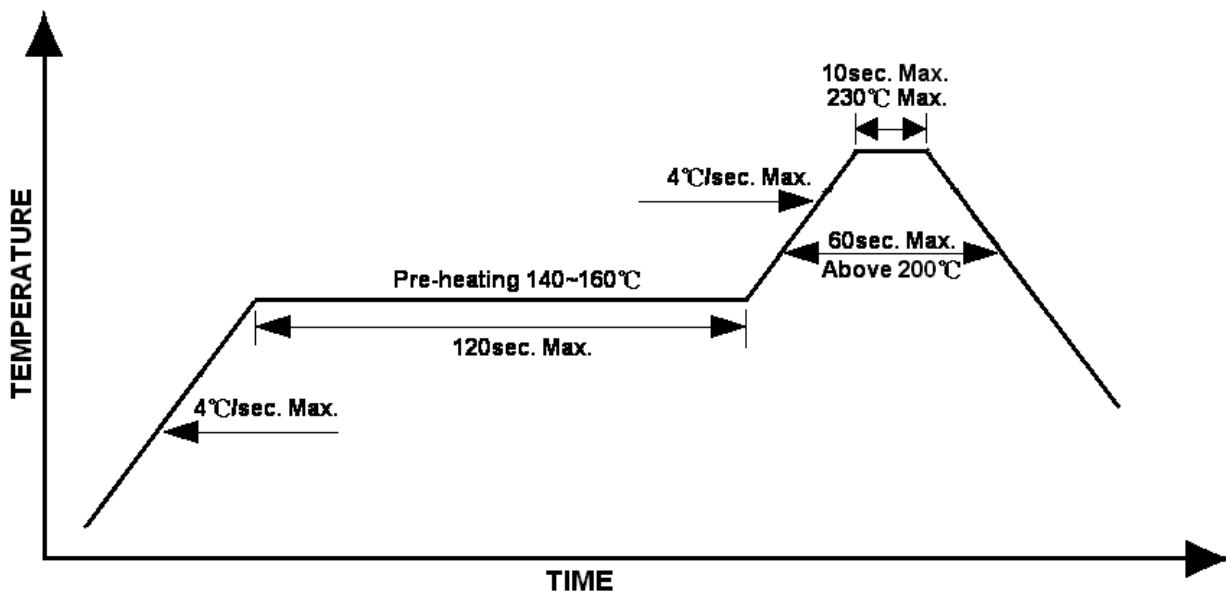 10sec. Max.
230℃ Max.
4℃/sec. Max.
60sec. Max.
Above 200℃
Pre-heating 140~160℃
120sec. Max.
4℃/sec. Max.
TEMPERATURE
TIME